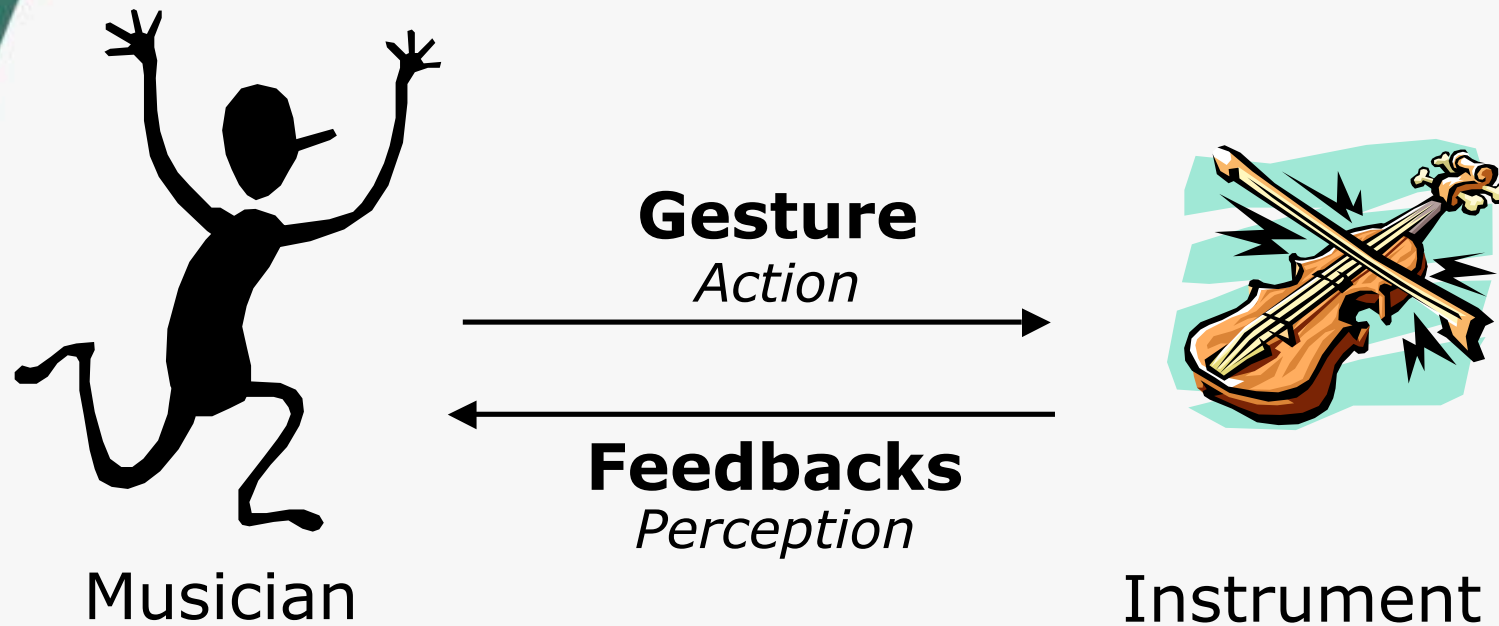 Gesture
Action
Feedbacks
Perception
Musician
Instrument